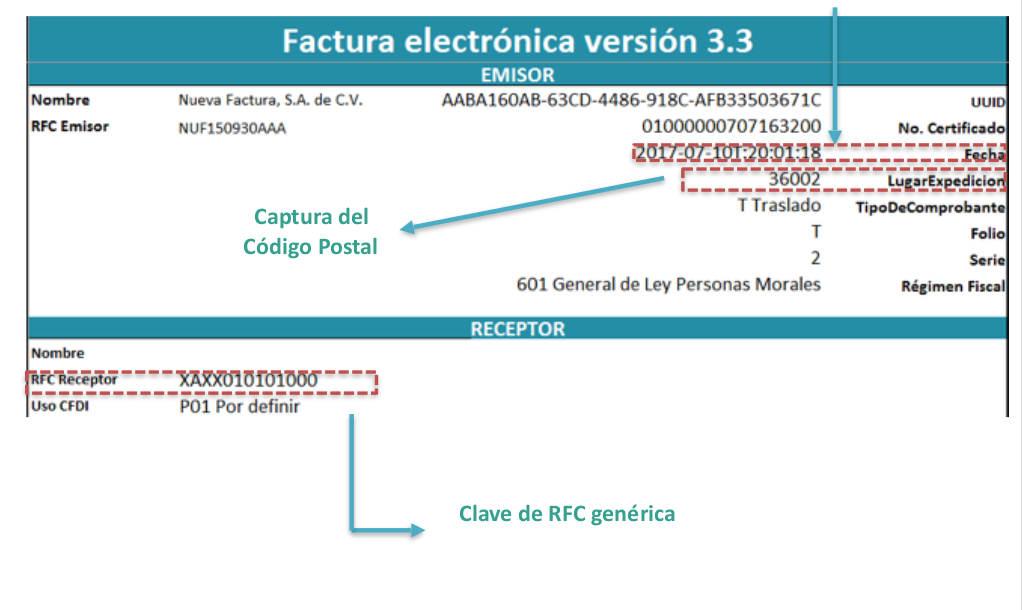 Factura electrónica versión 3.3
EMISOR
Nombre Nueva Factura, S.A. de C.V. AABA160AB-63CD-4486-918C-AFB33503671C UUID
RFC Emisor NUF150930AAA 01000000707163200 No. Certificado
2017-07-10T:20:01:18 Fecha
36002 LugarExpedicion
T Traslado TipoDeComprobante
T Folio
2 Serie
601 General de Ley Personas Morales Régimen Fiscal
Captura del
Código Postal
RECEPTOR
Nombre
RFC Receptor XAXX010101000
Uso CFDI P01 Por definir
Clave de RFC genérica